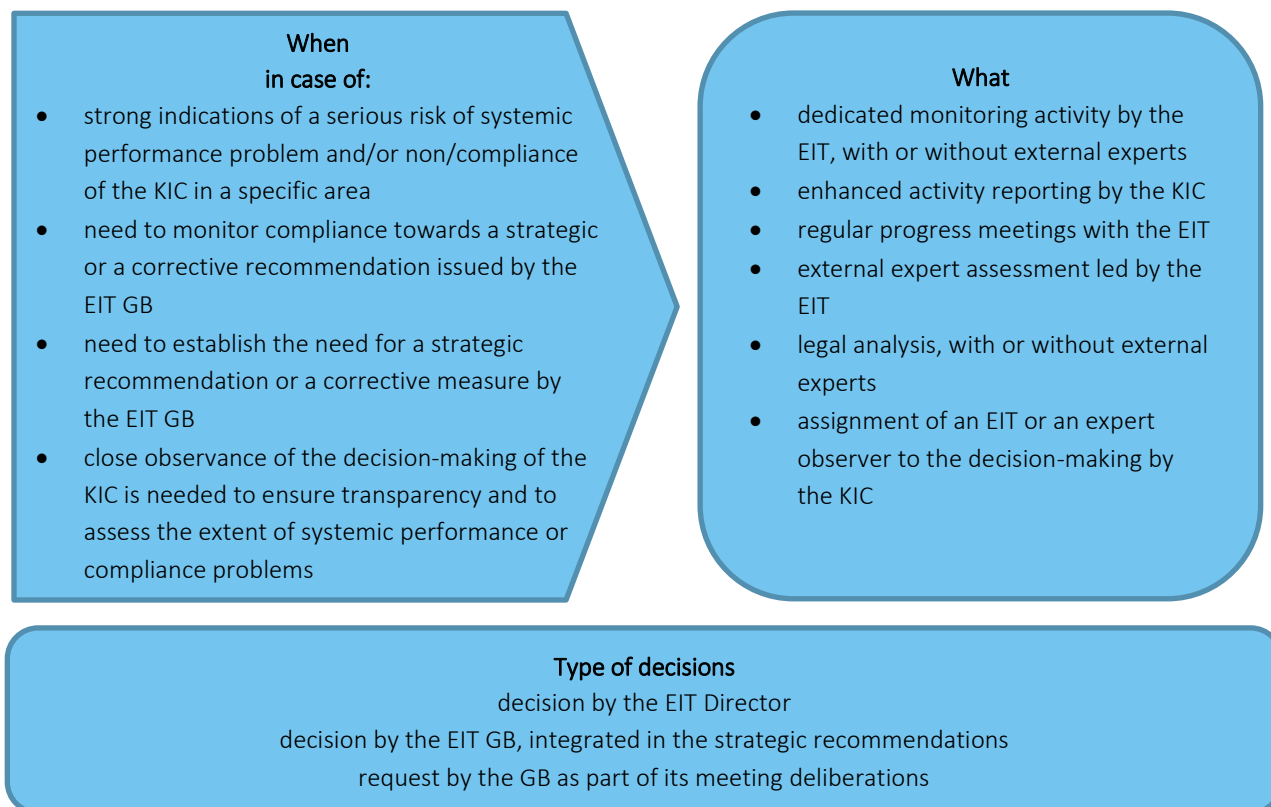 When
in case of:
• strong indications of a serious risk of systemic
performance problem and/or non/compliance
of the KIC in a specific area
• need to monitor compliance towards a strategic
or a corrective recommendation issued by the
EIT GB
• need to establish the need for a strategic
recommendation or a corrective measure by
the EIT GB
• close observance of the decision-making of the
KIC is needed to ensure transparency and to
assess the extent of systemic performance or
compliance problems
What
• dedicated monitoring activity by the
EIT, with or without external experts
• enhanced activity reporting by the KIC
• regular progress meetings with the EIT
• external expert assessment led by the
EIT
• legal analysis, with or without external
experts
• assignment of an EIT or an expert
observer to the decision-making by
the KIC
Type of decisions
decision by the EIT Director
decision by the EIT GB, integrated in the strategic recommendations
request by the GB as part of its meeting deliberations